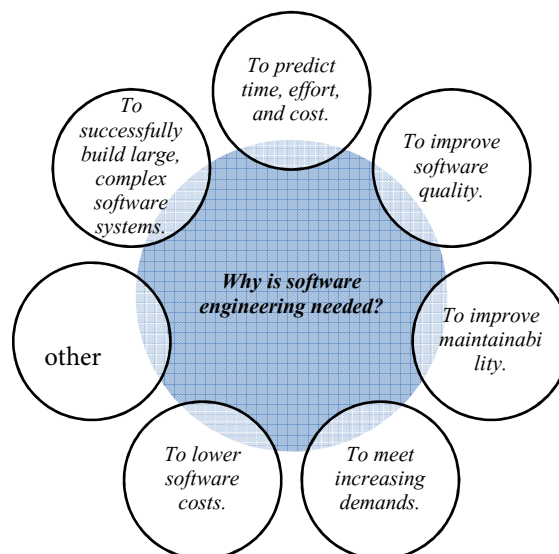 To predict
time, effort,
and cost.
To improve
software
quality.
To improve
maintainabi
lity.
To meet
increasing
demands.
To lower
software
costs.
other
To
successfully
build large,
complex
software
systems.
Why is software
engineering needed?